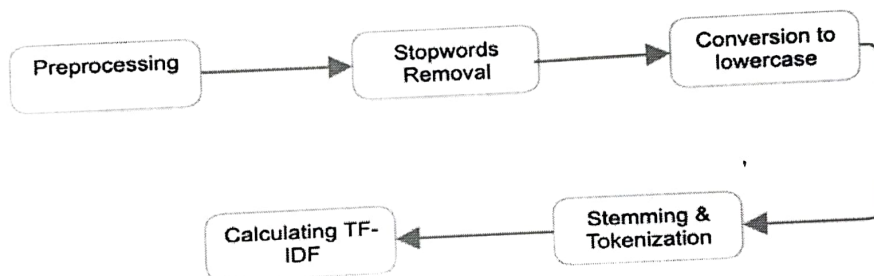 Preprocessing
Stopwords
Removal
Conversion to
lowercase
Stemming &
Tokenization
Calculating TF-
IDF